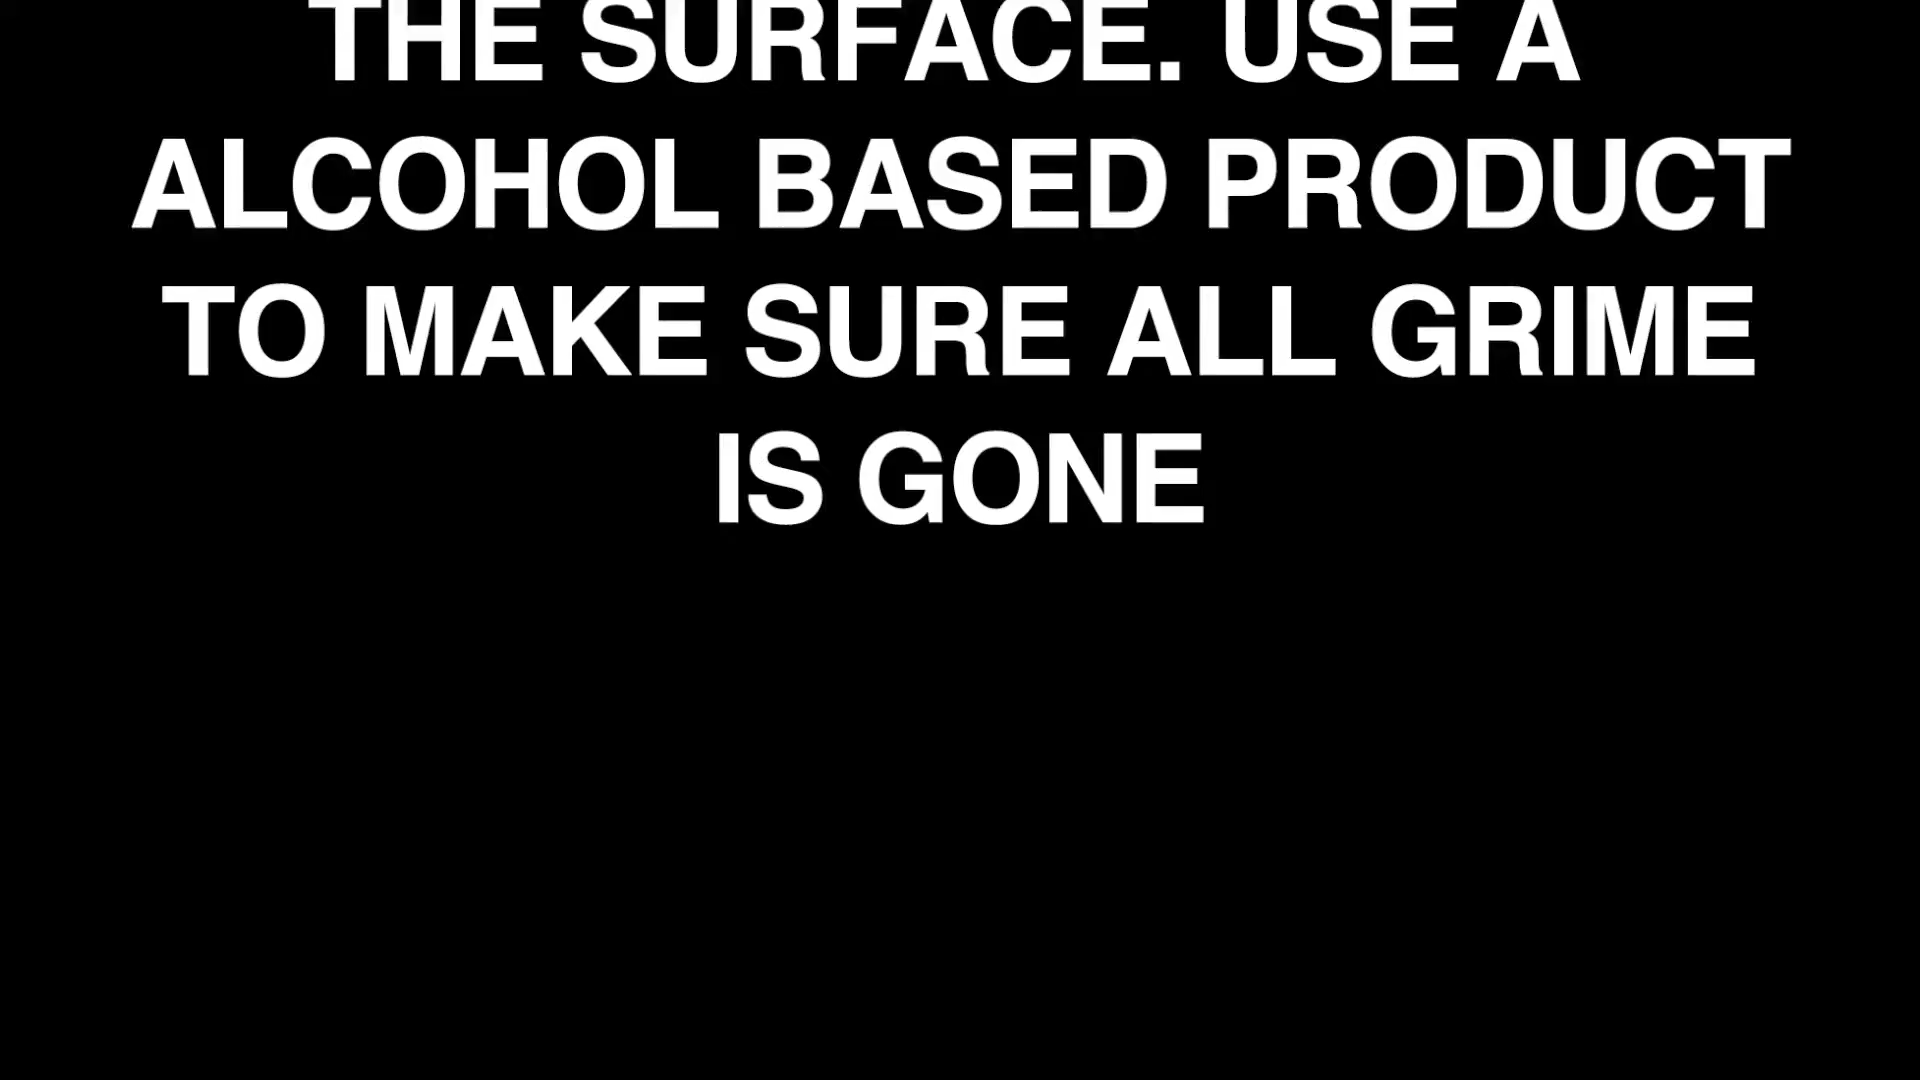 THE SURFACE. USE A
ALCOHOL BASED PRODUCT
TO MAKE SURE ALL GRIME
IS GONE